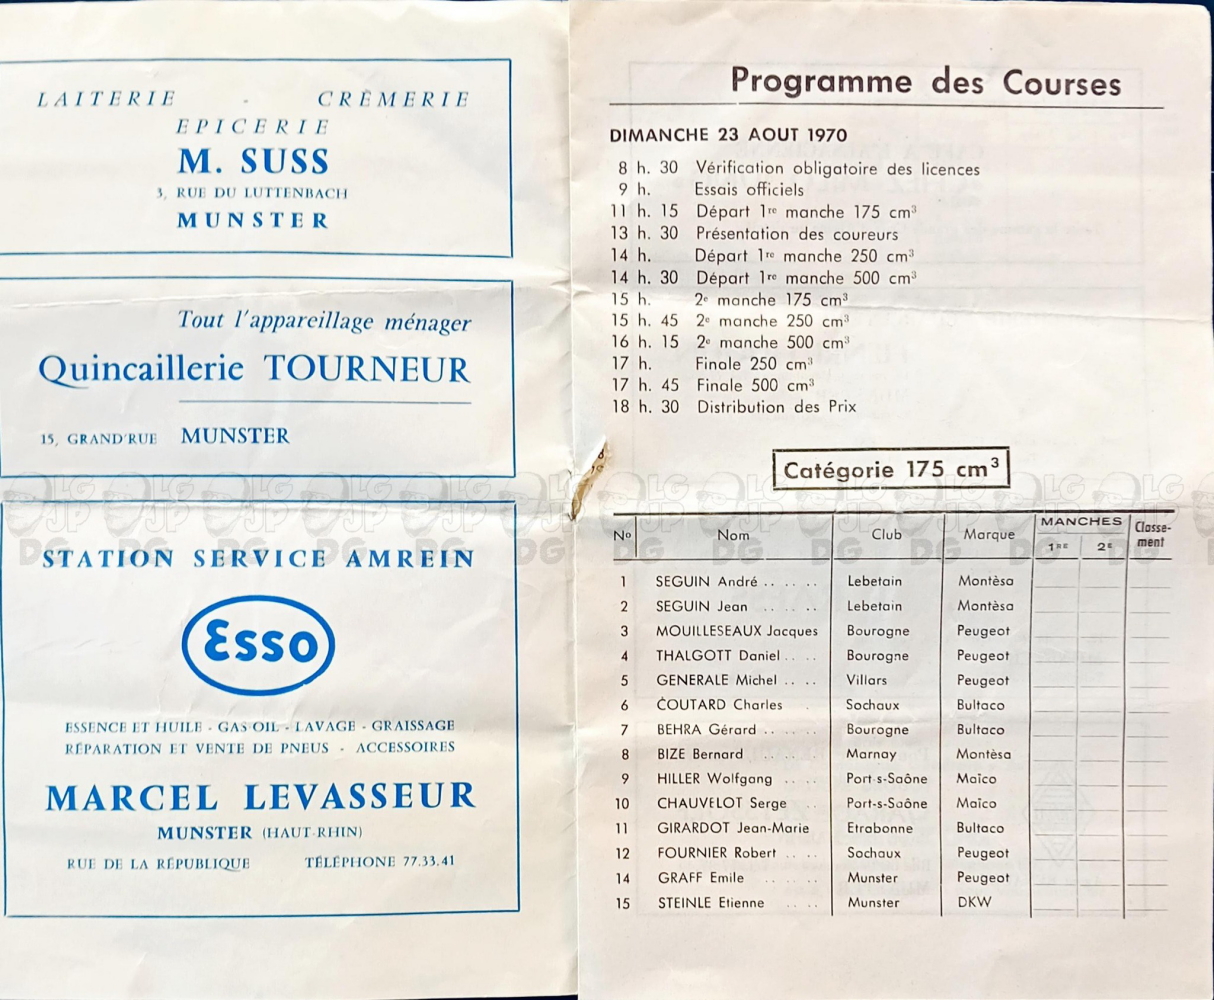 LAITERIE - CRÈMERIE
EPICERIE
M. SUSS
3, RUE DU LUTTENBACH
MUNSTER
Tout l'appareillage ménager
Quincaillerie TOURNEUR
15, GRAND'RUE MUNSTER
STATION SERVICE AMREIN
Esso
ESSENCE ET HUILE - GAS-OIL - LAVAGE - GRAISSAGE
RÉPARATION ET VENTE DE PNEUS - ACCESSOIRES
MARCEL LEVASSEUR
MUNSTER (HAUT-RHIN)
RUE DE LA RÉPUBLIQUE TÉLÉPHONE 77.33.41
Programme des Courses
DIMANCHE 23 AOUT 1970
8 h. 30 Vérification obligatoire des licences
9 h. Essais officiels
11 h. 15 Départ 1re manche 175 cm³
13 h. 30 Présentation des coureurs
14 h. Départ 1re manche 250 cm³
14 h. 30 Départ 1re manche 500 cm³
15 h. 2e manche 175 cm³
15 h. 45 2e manche 250 cm³
16 h. 15 2e manche 500 cm³
17 h. Finale 250 cm³
17 h. 45 Finale 500 cm³
18 h. 30 Distribution des Prix
Catégorie 175 cm³
No Nom Club Marque MANCHES 1RE 2E Classe-
ment
1 SEGUIN André .. .. .. Lebetain Montèsa
2 SEGUIN Jean .. .. .. Lebetain Montèsa
3 MOUILLESEAUX Jacques Bourogne Peugeot
4 THALGOTT Daniel .. .. Bourogne Peugeot
5 GENERALE Michel .. .. Villars Peugeot
6 COUTARD Charles Sochaux Bultaco
7 BEHRA Gérard .. .. .. Bourogne Bultaco
8 BIZE Bernard .. .. .. Marnay Montèsa
9 HILLER Wolfgang .. .. Port-s-Saône Maïco
10 CHAUVELOT Serge .. Port-s-Saône Maïco
11 GIRARDOT Jean-Marie Etrabonne Bultaco
12 FOURNIER Robert .. .. Sochaux Peugeot
14 GRAFF Emile .. .. .. Munster Peugeot
15 STEINLE Etienne .. .. Munster DKW
LG
JP
DG